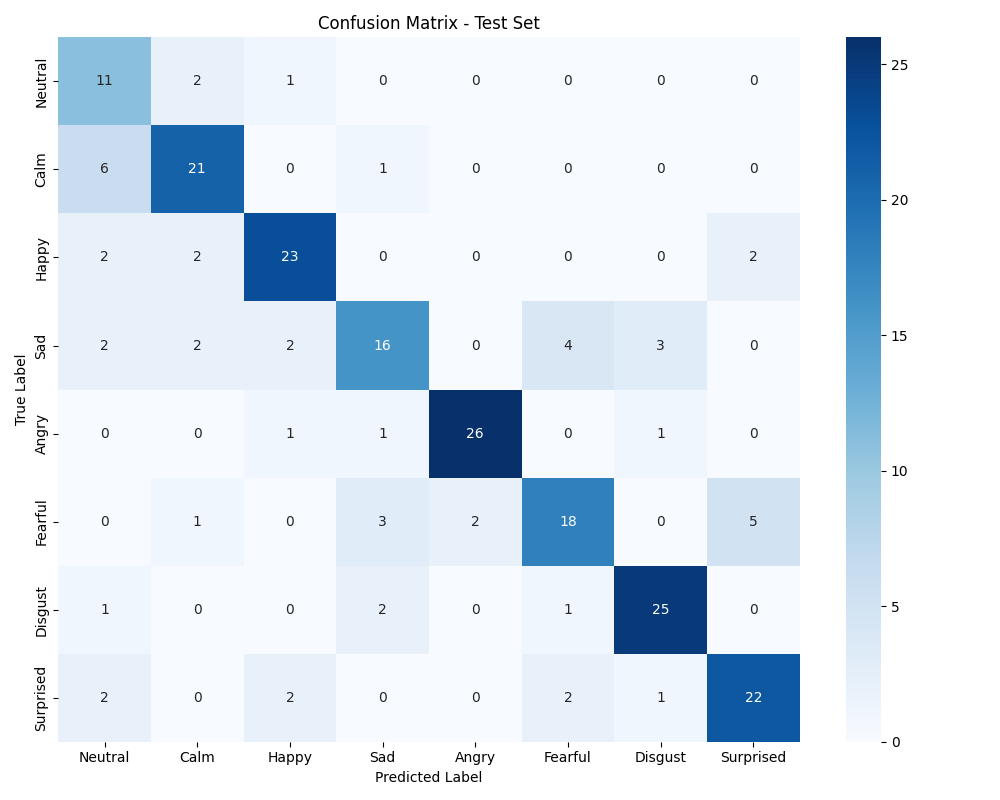 Confusion Matrix - Test Set
True Label
Neutral 11 2 1 0 0 0 0 0
Calm 6 21 0 1 0 0 0 0
Happy 2 2 23 0 0 0 0 2
Sad 2 2 2 16 0 4 3 0
Angry 0 0 1 1 26 0 1 0
Fearful 0 1 0 3 2 18 0 5
Disgust 1 0 0 2 0 1 25 0
Surprised 2 0 2 0 0 2 1 22
Neutral Calm Happy Sad Angry Fearful Disgust Surprised
Predicted Label
25
20
15
10
5
0